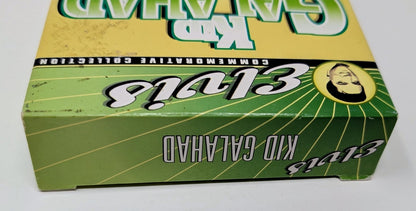 KID
GALAHAD
COMMEMORATIVE COLLECTION
Elvis
KID GALAHAD
Elvis